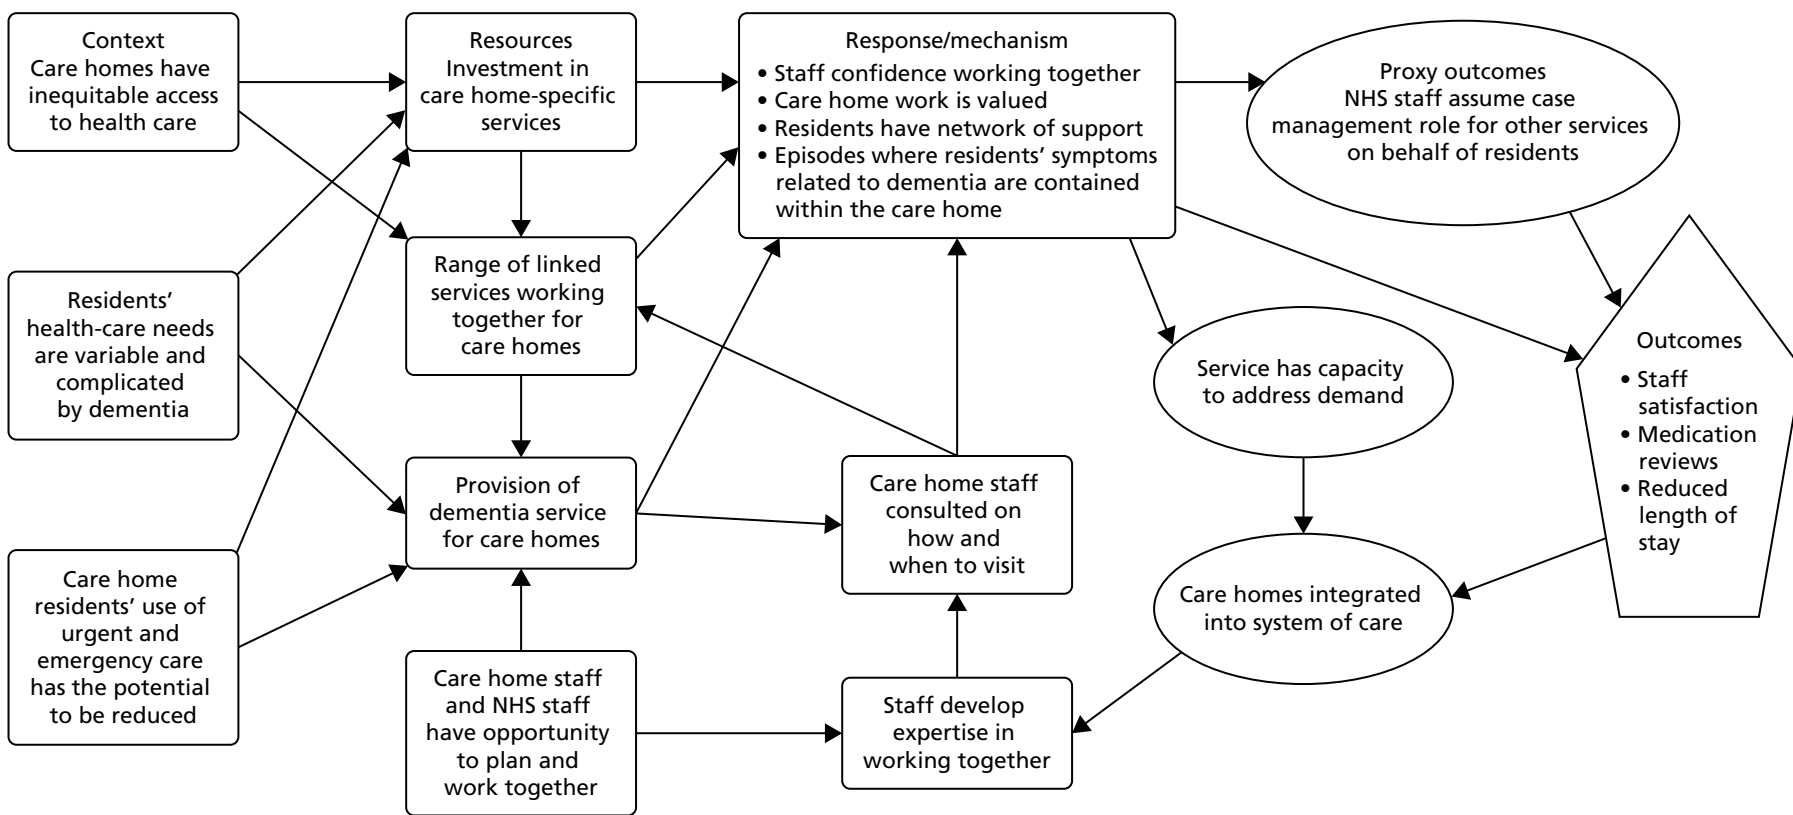 Context
Care homes have
inequitable access
to health care
Resources
Investment in
care home-specific
services
Response/mechanism
• Staff confidence working together
• Care home work is valued
• Residents have network of support
• Episodes where residents’ symptoms
related to dementia are contained
within the care home
Proxy outcomes
NHS staff assume case
management role for other services
on behalf of residents
Residents’
health-care needs
are variable and
complicated
by dementia
Range of linked
services working
together for
care homes
Service has capacity
to address demand
Outcomes
• Staff
satisfaction
• Medication
reviews
• Reduced
length of
stay
Provision of
dementia service
for care homes
Care home staff
consulted on
how and
when to visit
Care home
residents’ use of
urgent and
emergency care
has the potential
to be reduced
Care homes integrated
into system of care
Care home staff
and NHS staff
have opportunity
to plan and
work together
Staff develop
expertise in
working together